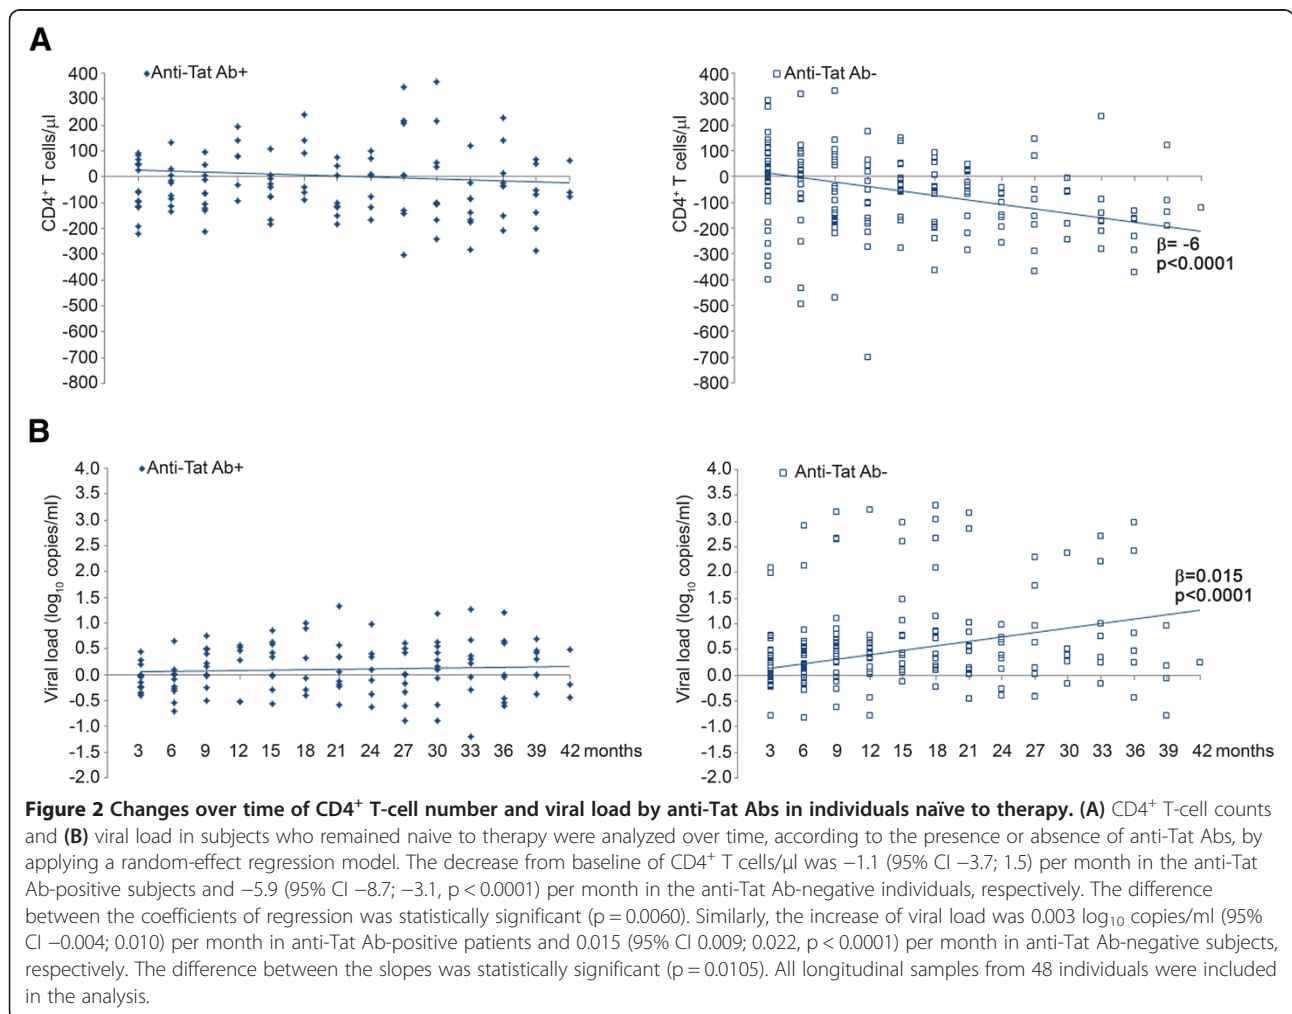 A
Anti-Tat Ab+
CD4+ T cells/μl
400
300
200
100
0
-100
-200
-300
-400
-500
-600
-700
-800
Anti-Tat Ab-
CD4+ T cells/μl
400
300
200
100
0
-100
-200
-300
-400
-500
-600
-700
-800
β= -6
p<0.0001
B
Anti-Tat Ab+
Viral load (log10 copies/ml)
4.0
3.5
3.0
2.5
2.0
1.5
1.0
0.5
0.0
-0.5
-1.0
-1.5
-2.0
3 6 9 12 15 18 21 24 27 30 33 36 39 42 months
Anti-Tat Ab-
Viral load (log10 copies/ml)
4.0
3.5
3.0
2.5
2.0
1.5
1.0
0.5
0.0
-0.5
-1.0
-1.5
-2.0
β=0.015
p<0.0001
3 6 9 12 15 18 21 24 27 30 33 36 39 42 months
Figure 2 Changes over time of CD4+ T-cell number and viral load by anti-Tat Abs in individuals naïve to therapy. (A) CD4+ T-cell counts
and (B) viral load in subjects who remained naive to therapy were analyzed over time, according to the presence or absence of anti-Tat Abs, by
applying a random-effect regression model. The decrease from baseline of CD4+ T cells/μl was −1.1 (95% CI −3.7; 1.5) per month in the anti-Tat
Ab-positive subjects and −5.9 (95% CI −8.7; −3.1, p < 0.0001) per month in the anti-Tat Ab-negative individuals, respectively. The difference
between the coefficients of regression was statistically significant (p = 0.0060). Similarly, the increase of viral load was 0.003 log10 copies/ml (95%
CI −0.004; 0.010) per month in anti-Tat Ab-positive patients and 0.015 (95% CI 0.009; 0.022, p < 0.0001) per month in anti-Tat Ab-negative subjects,
respectively. The difference between the slopes was statistically significant (p = 0.0105). All longitudinal samples from 48 individuals were included
in the analysis.